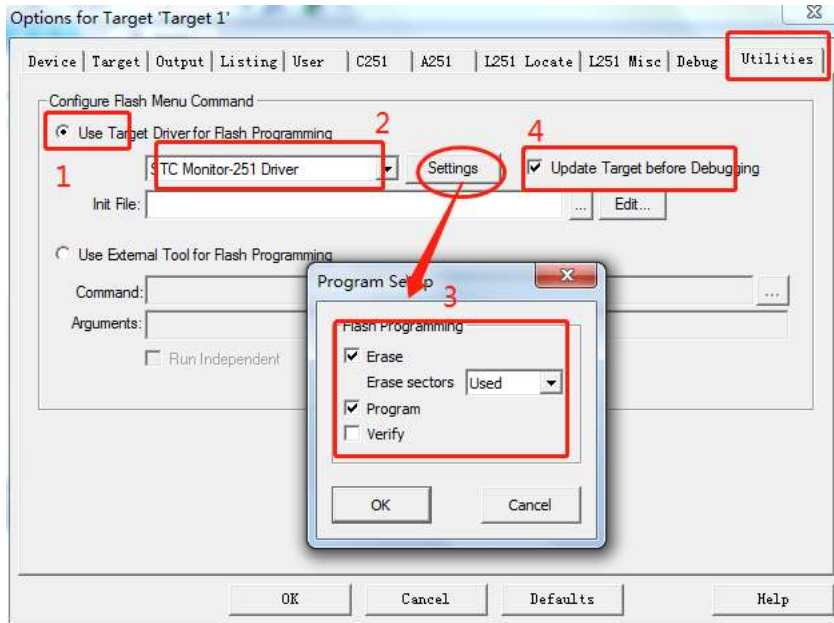 Options for Target 'Target 1'
Device Target Output Listing User C251 A251 L251 Locate L251 Misc Debug Utilities
Configure Flash Menu Command
Use Target Driver for Flash Programming
2
4
1
STC Monitor-251 Driver
Settings
Update Target before Debugging
Init File:
...
Edit...
Use External Tool for Flash Programming
Command:
...
Arguments:
Run Independent
Program Setup
3
Flash Programming
Erase
Erase sectors Used
Program
Verify
OK
Cancel
OK
Cancel
Defaults
Help